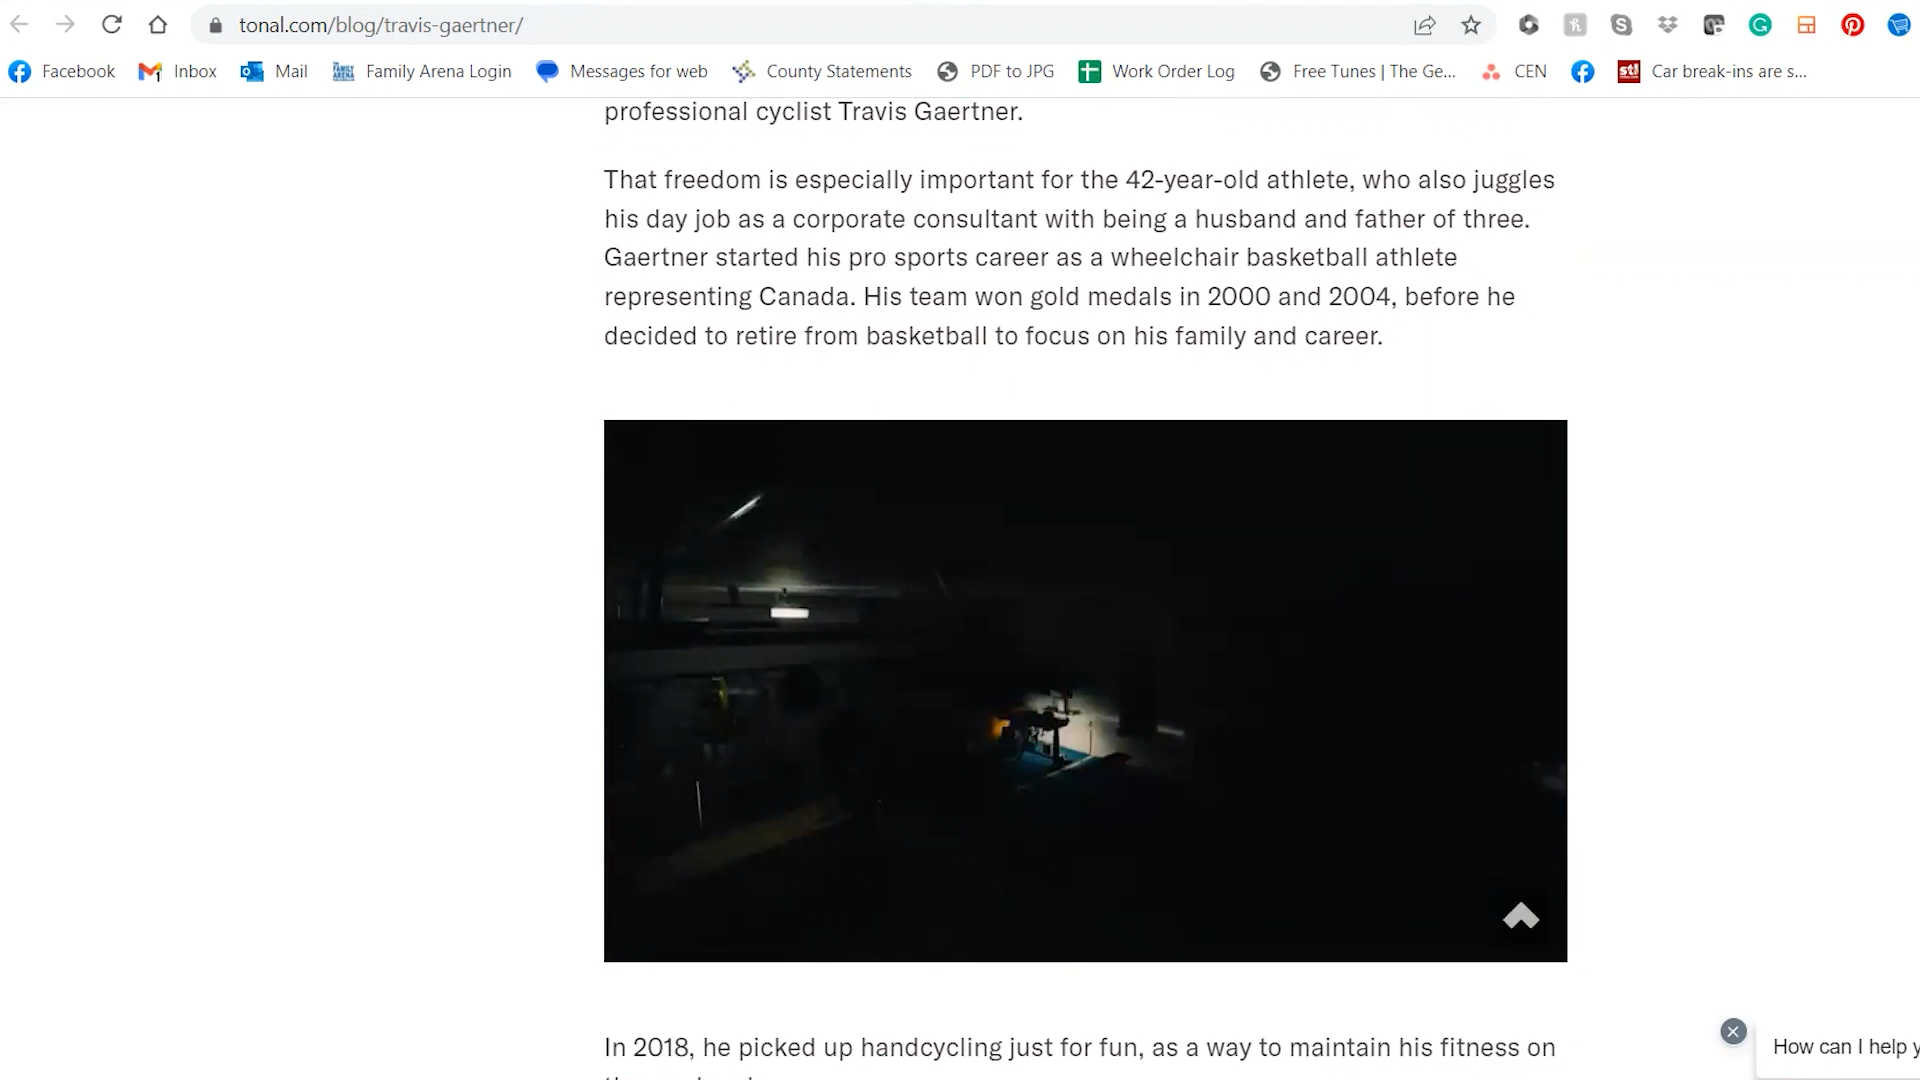 tonal.com/blog/travis-gaertner/
Facebook Inbox Mail Family Arena Login Messages for web County Statements PDF to JPG Work Order Log Free Tunes | The Ge... CEN Car break-ins are s...
professional cyclist Travis Gaertner.
That freedom is especially important for the 42-year-old athlete, who also juggles
his day job as a corporate consultant with being a husband and father of three.
Gaertner started his pro sports career as a wheelchair basketball athlete
representing Canada. His team won gold medals in 2000 and 2004, before he
decided to retire from basketball to focus on his family and career.
In 2018, he picked up handcycling just for fun, as a way to maintain his fitness on
How can I help y